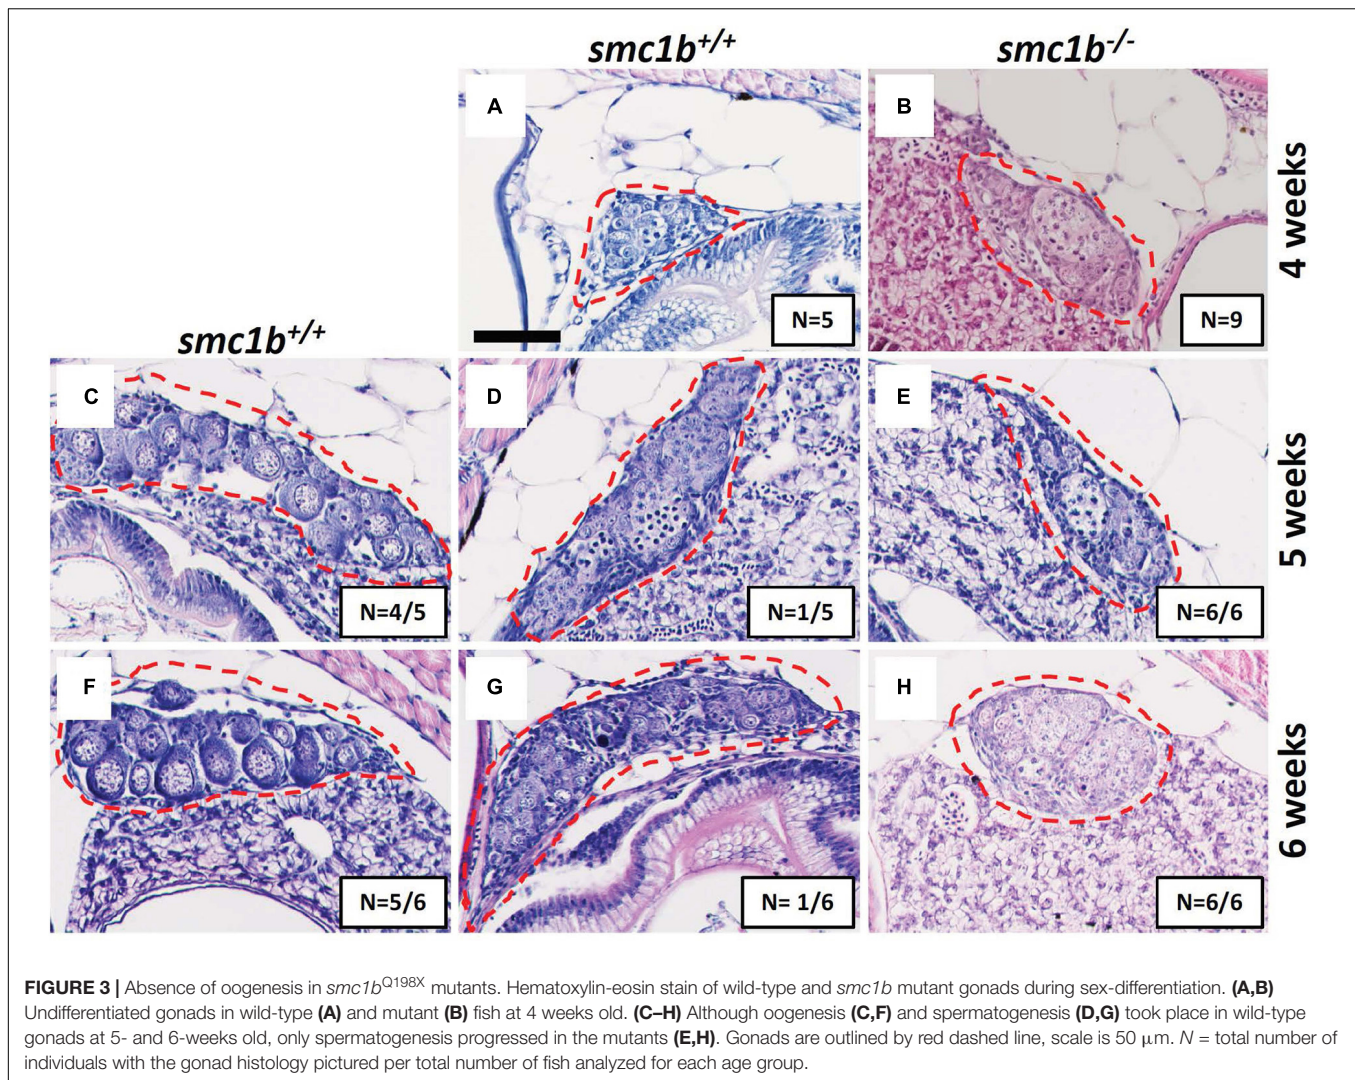 smc1b+/+
smc1b-/-
A
B
4 weeks
N=5
N=9
smc1b+/+
C
D
E
5 weeks
N=4/5
N=1/5
N=6/6
F
G
H
6 weeks
N=5/6
N= 1/6
N=6/6
FIGURE 3 | Absence of oogenesis in smc1bQ198X mutants. Hematoxylin-eosin stain of wild-type and smc1b mutant gonads during sex-differentiation. (A,B)
Undifferentiated gonads in wild-type (A) and mutant (B) fish at 4 weeks old. (C–H) Although oogenesis (C,F) and spermatogenesis (D,G) took place in wild-type
gonads at 5- and 6-weeks old, only spermatogenesis progressed in the mutants (E,H). Gonads are outlined by red dashed line, scale is 50 μm. N = total number of
individuals with the gonad histology pictured per total number of fish analyzed for each age group.